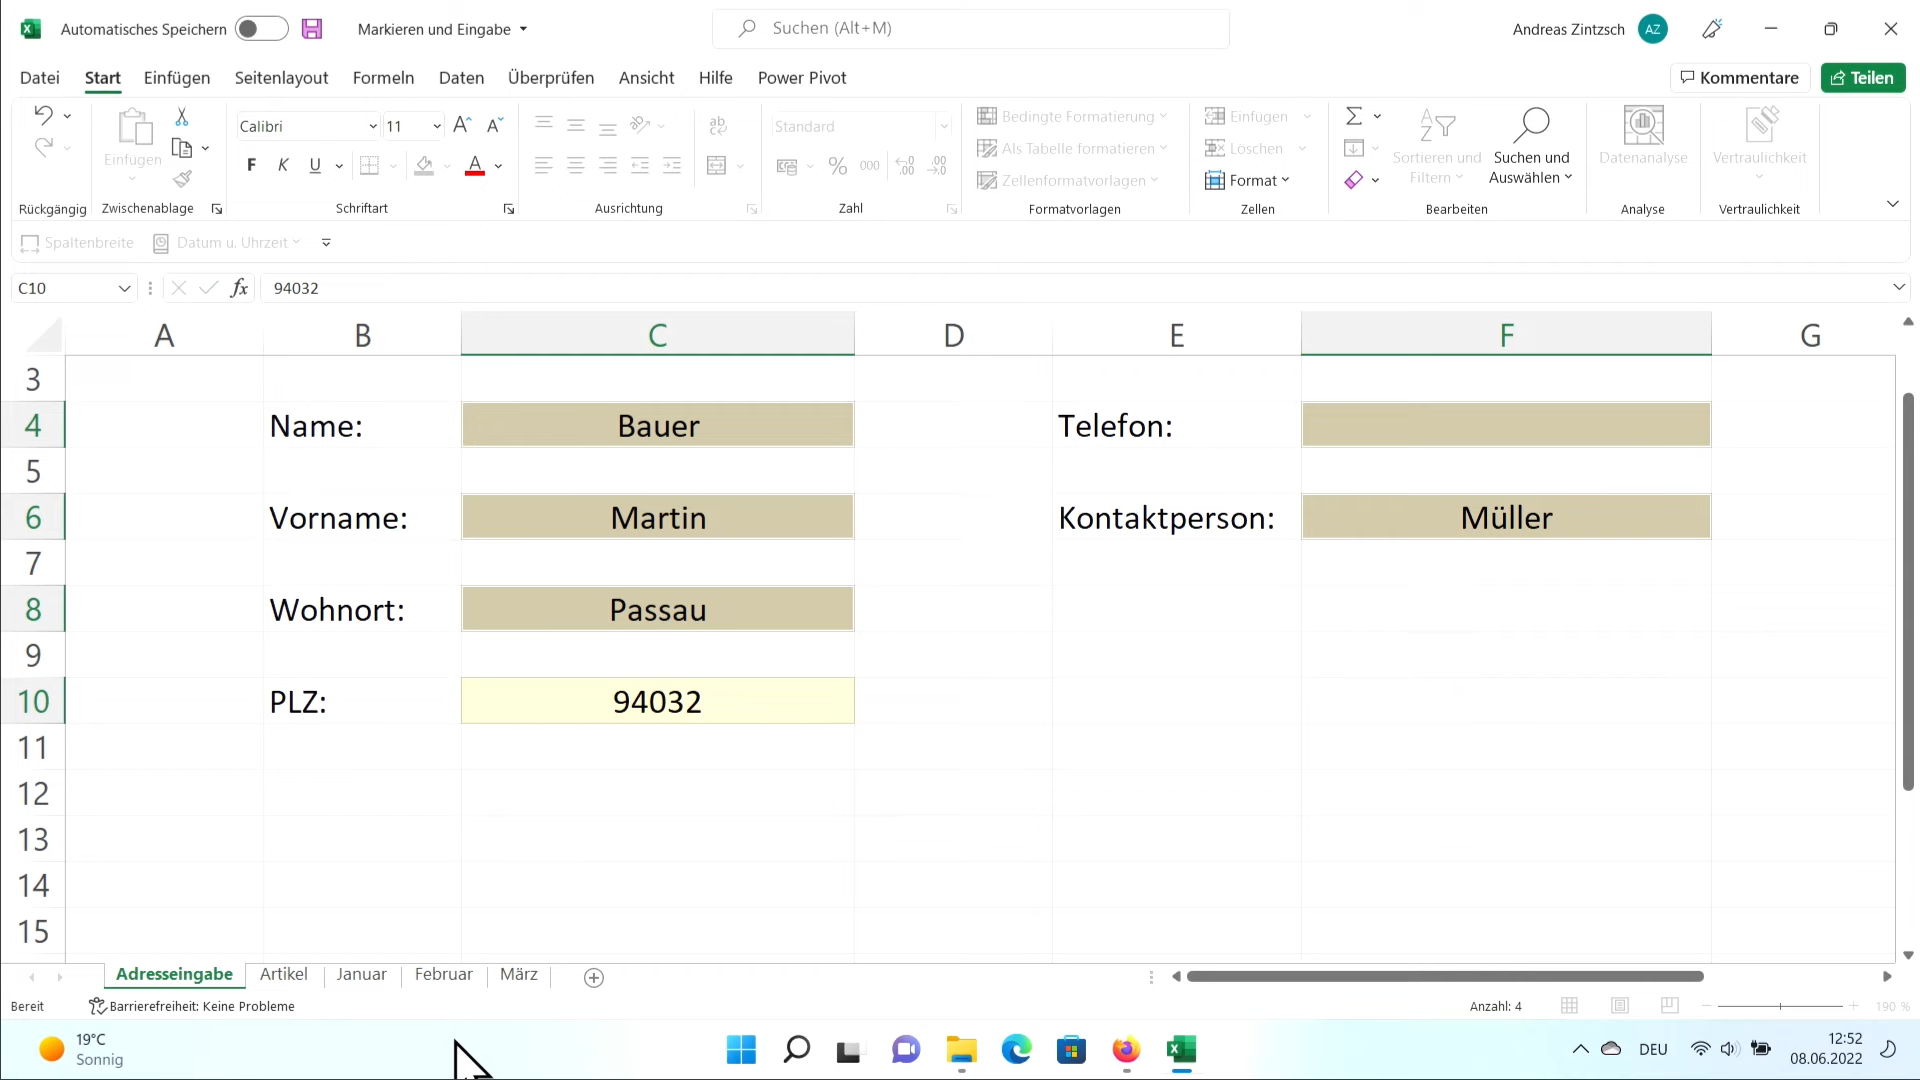 Automatisches Speichern
Markieren und Eingabe
Suchen (Alt+M)
Andreas Zintzsch
AZ
Datei Start Einfügen Seitenlayout Formeln Daten Überprüfen Ansicht Hilfe Power Pivot
Kommentare
Teilen
Rückgängig
Einfügen
Zwischenablage
Calibri
11
F K U
A
Schriftart
ab
Ausrichtung
Standard
% 000
Zahl
Bedingte Formatierung
Als Tabelle formatieren
Zellenformatvorlagen
Formatvorlagen
Einfügen
Löschen
Format
Zellen
Sortieren und
Filtern
Suchen und
Auswählen
Bearbeiten
Datenanalyse
Analyse
Vertraulichkeit
Vertraulichkeit
Spaltenbreite
Datum u. Uhrzeit
C10
fx
94032
A B C D E F G
3
4 Name: Bauer Telefon:
5
6 Vorname: Martin Kontaktperson: Müller
7
8 Wohnort: Passau
9
10 PLZ: 94032
11
12
13
14
15
Adresseingabe Artikel Januar Februar März
Bereit
Barrierefreiheit: Keine Probleme
Anzahl: 4
190 %
19°C
Sonnig
DEU
12:52
08.06.2022